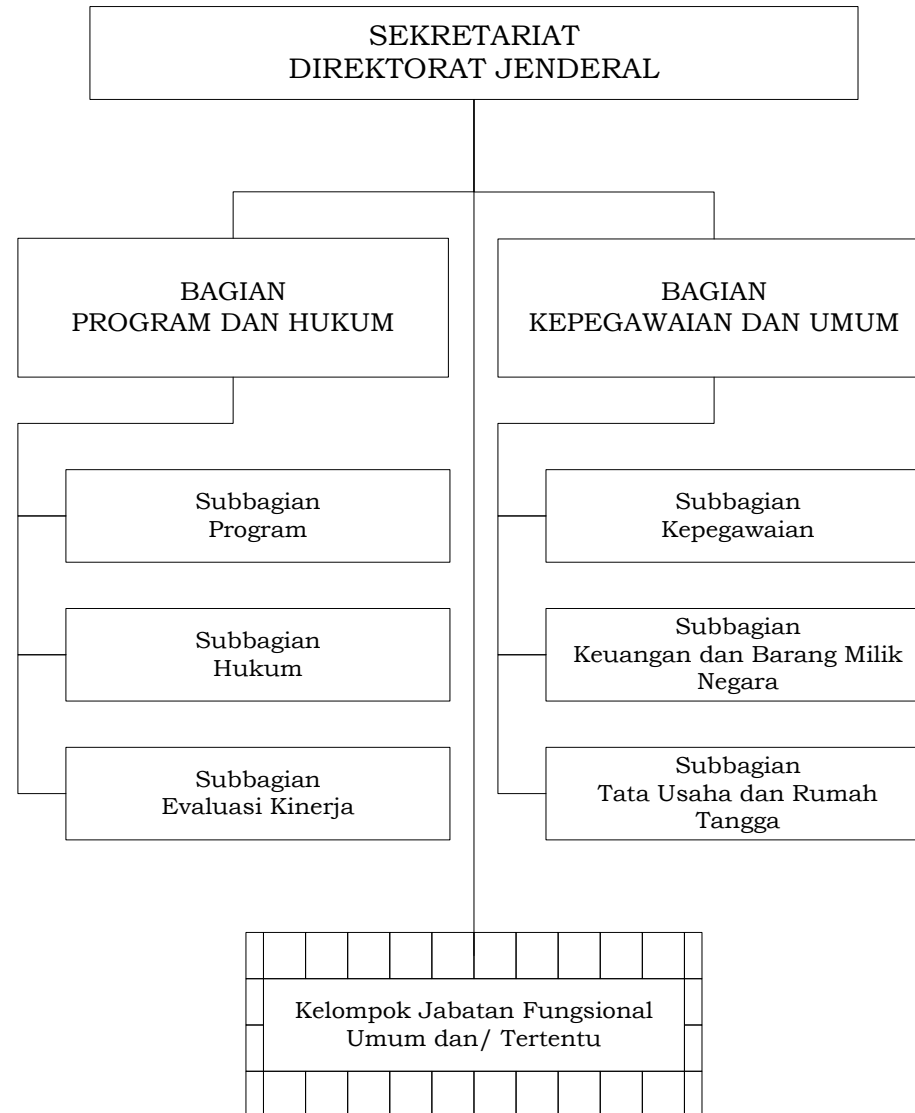 SEKRETARIAT
DIREKTORAT JENDERAL
BAGIAN
PROGRAM DAN HUKUM
BAGIAN
KEPEGAWAIAN DAN UMUM
Subbagian
Program
Subbagian
Kepegawaian
Subbagian
Hukum
Subbagian
Keuangan dan Barang Milik
Negara
Subbagian
Evaluasi Kinerja
Subbagian
Tata Usaha dan Rumah
Tangga
Kelompok Jabatan Fungsional
Umum dan/ Tertentu